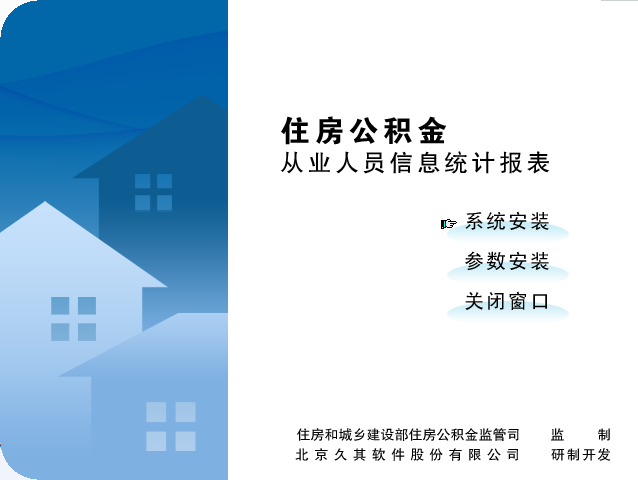 住房公积金
从业人员信息统计报表
系统安装
参数安装
关闭窗口
住房和城乡建设部住房公积金监管司 监 制
北京久其软件股份有限公司 研制开发